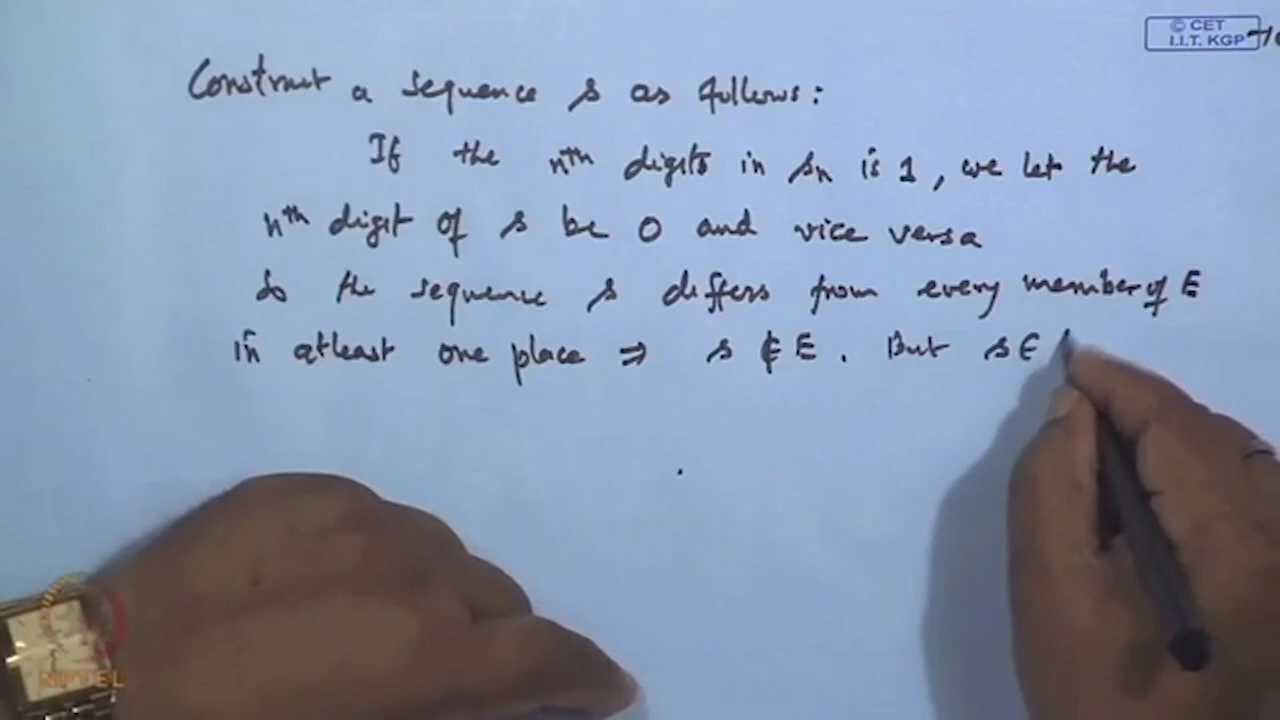 © CET
I.I.T. KGP
Construct a sequence s as follows:
If the nth digits in sn is 1, we let the
nth digit of s be 0 and vice versa
So the sequence s differs from every member of E
in atleast one place ⇒ s ∉ E. But s ∈
NPTEL